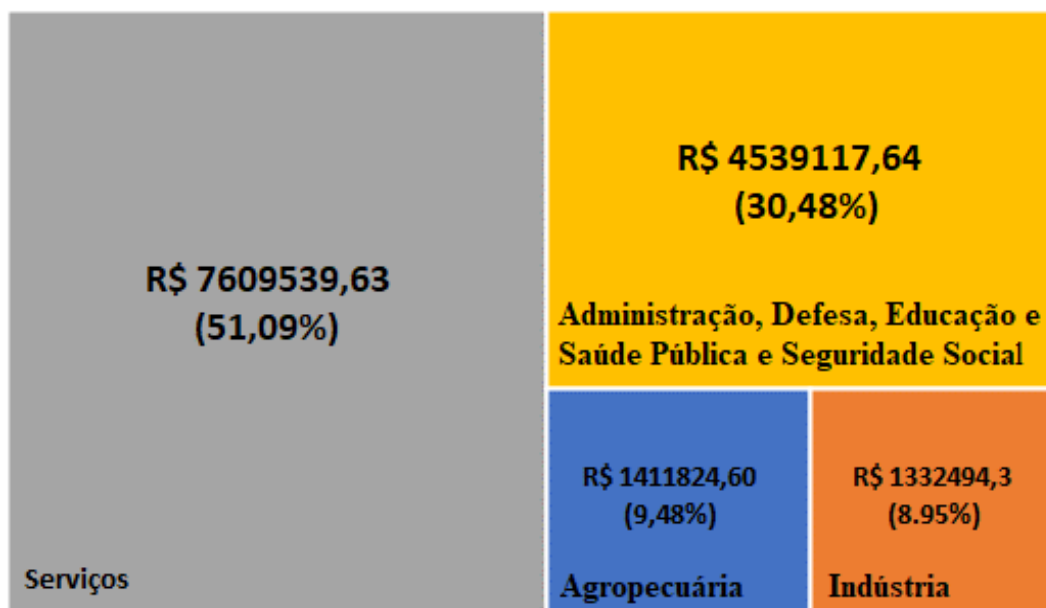 R$ 7609539,63
(51,09%)
Serviços
R$ 4539117,64
(30,48%)
Administração, Defesa, Educação e
Saúde Pública e Seguridade Social
R$ 1411824,60
(9,48%)
Agropecuária
R$ 1332494,3
(8.95%)
Indústria